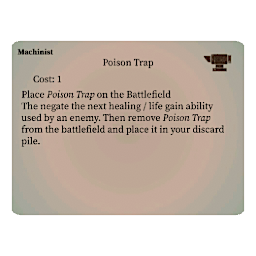 Machinist
Poison Trap
Cost: 1
Place Poison Trap on the Battlefield
The negate the next healing / life gain ability
used by an enemy. Then remove Poison Trap
from the battlefield and place it in your discard
pile.